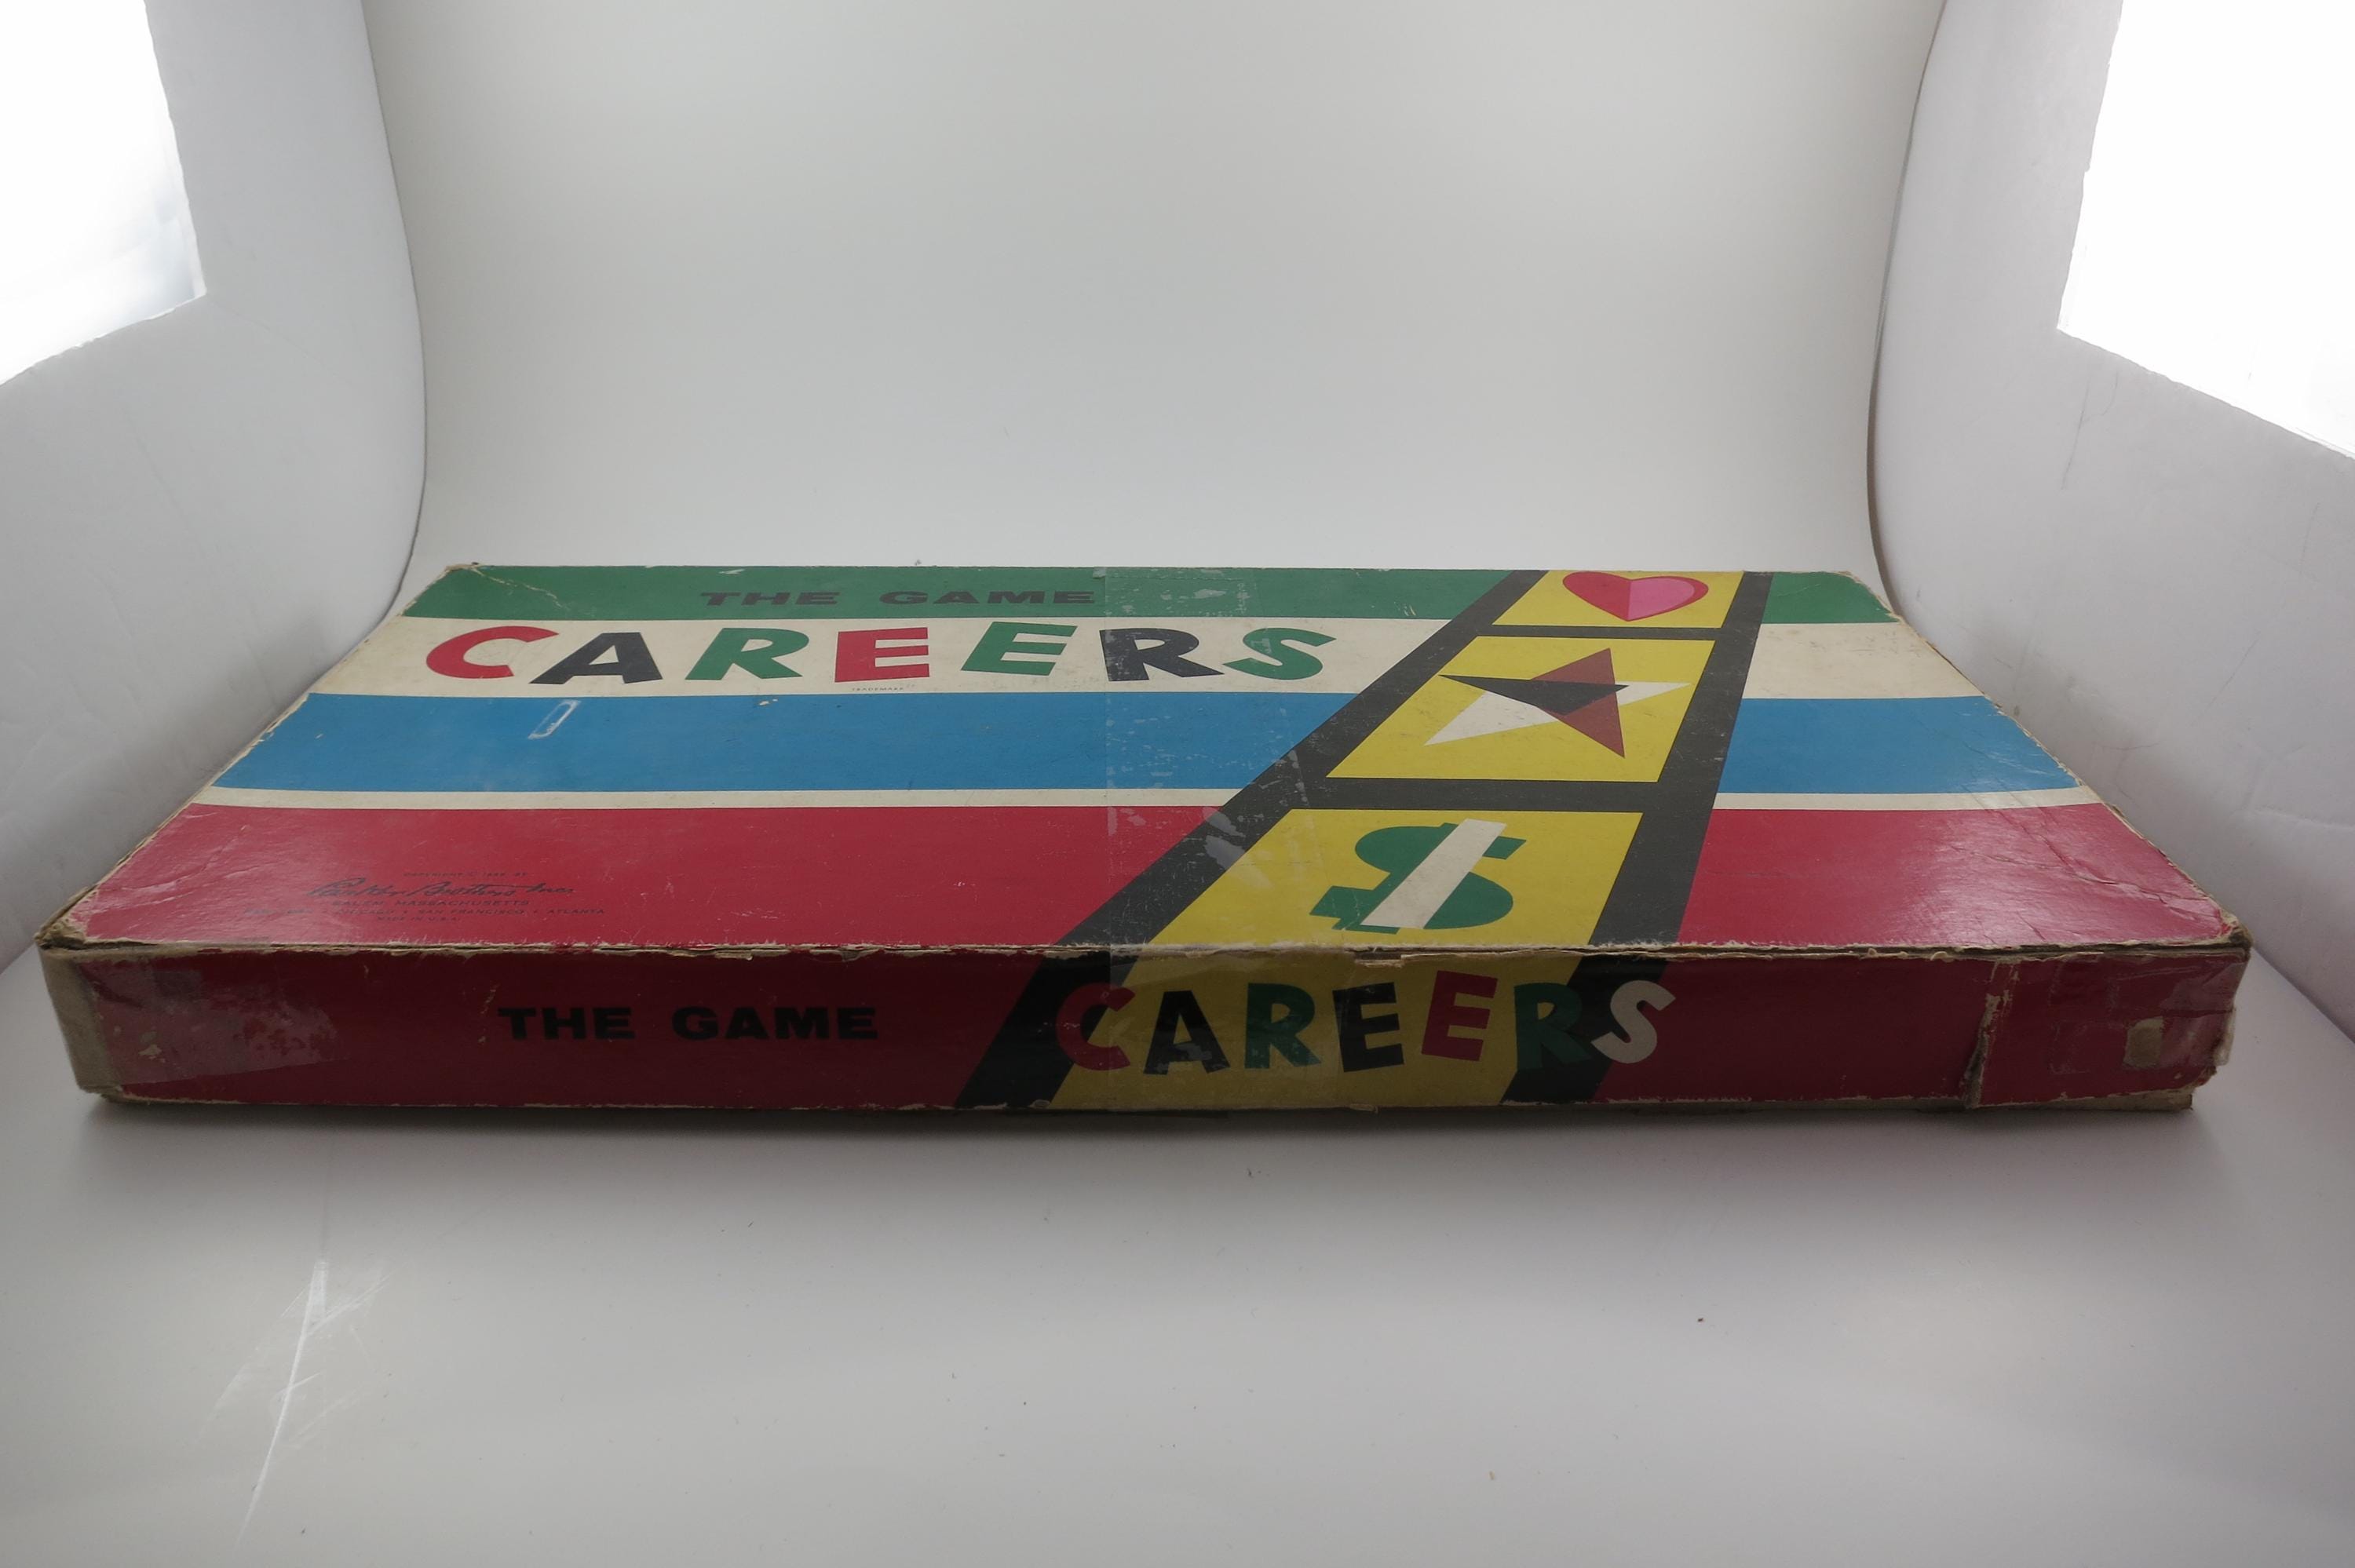 THE GAME
CAREERS
TRADEMARK
Parker Brothers Inc.
SALEM, MASSACHUSETTS
SAN FRANCISCO • ATLANTA
$
THE GAME CAREERS